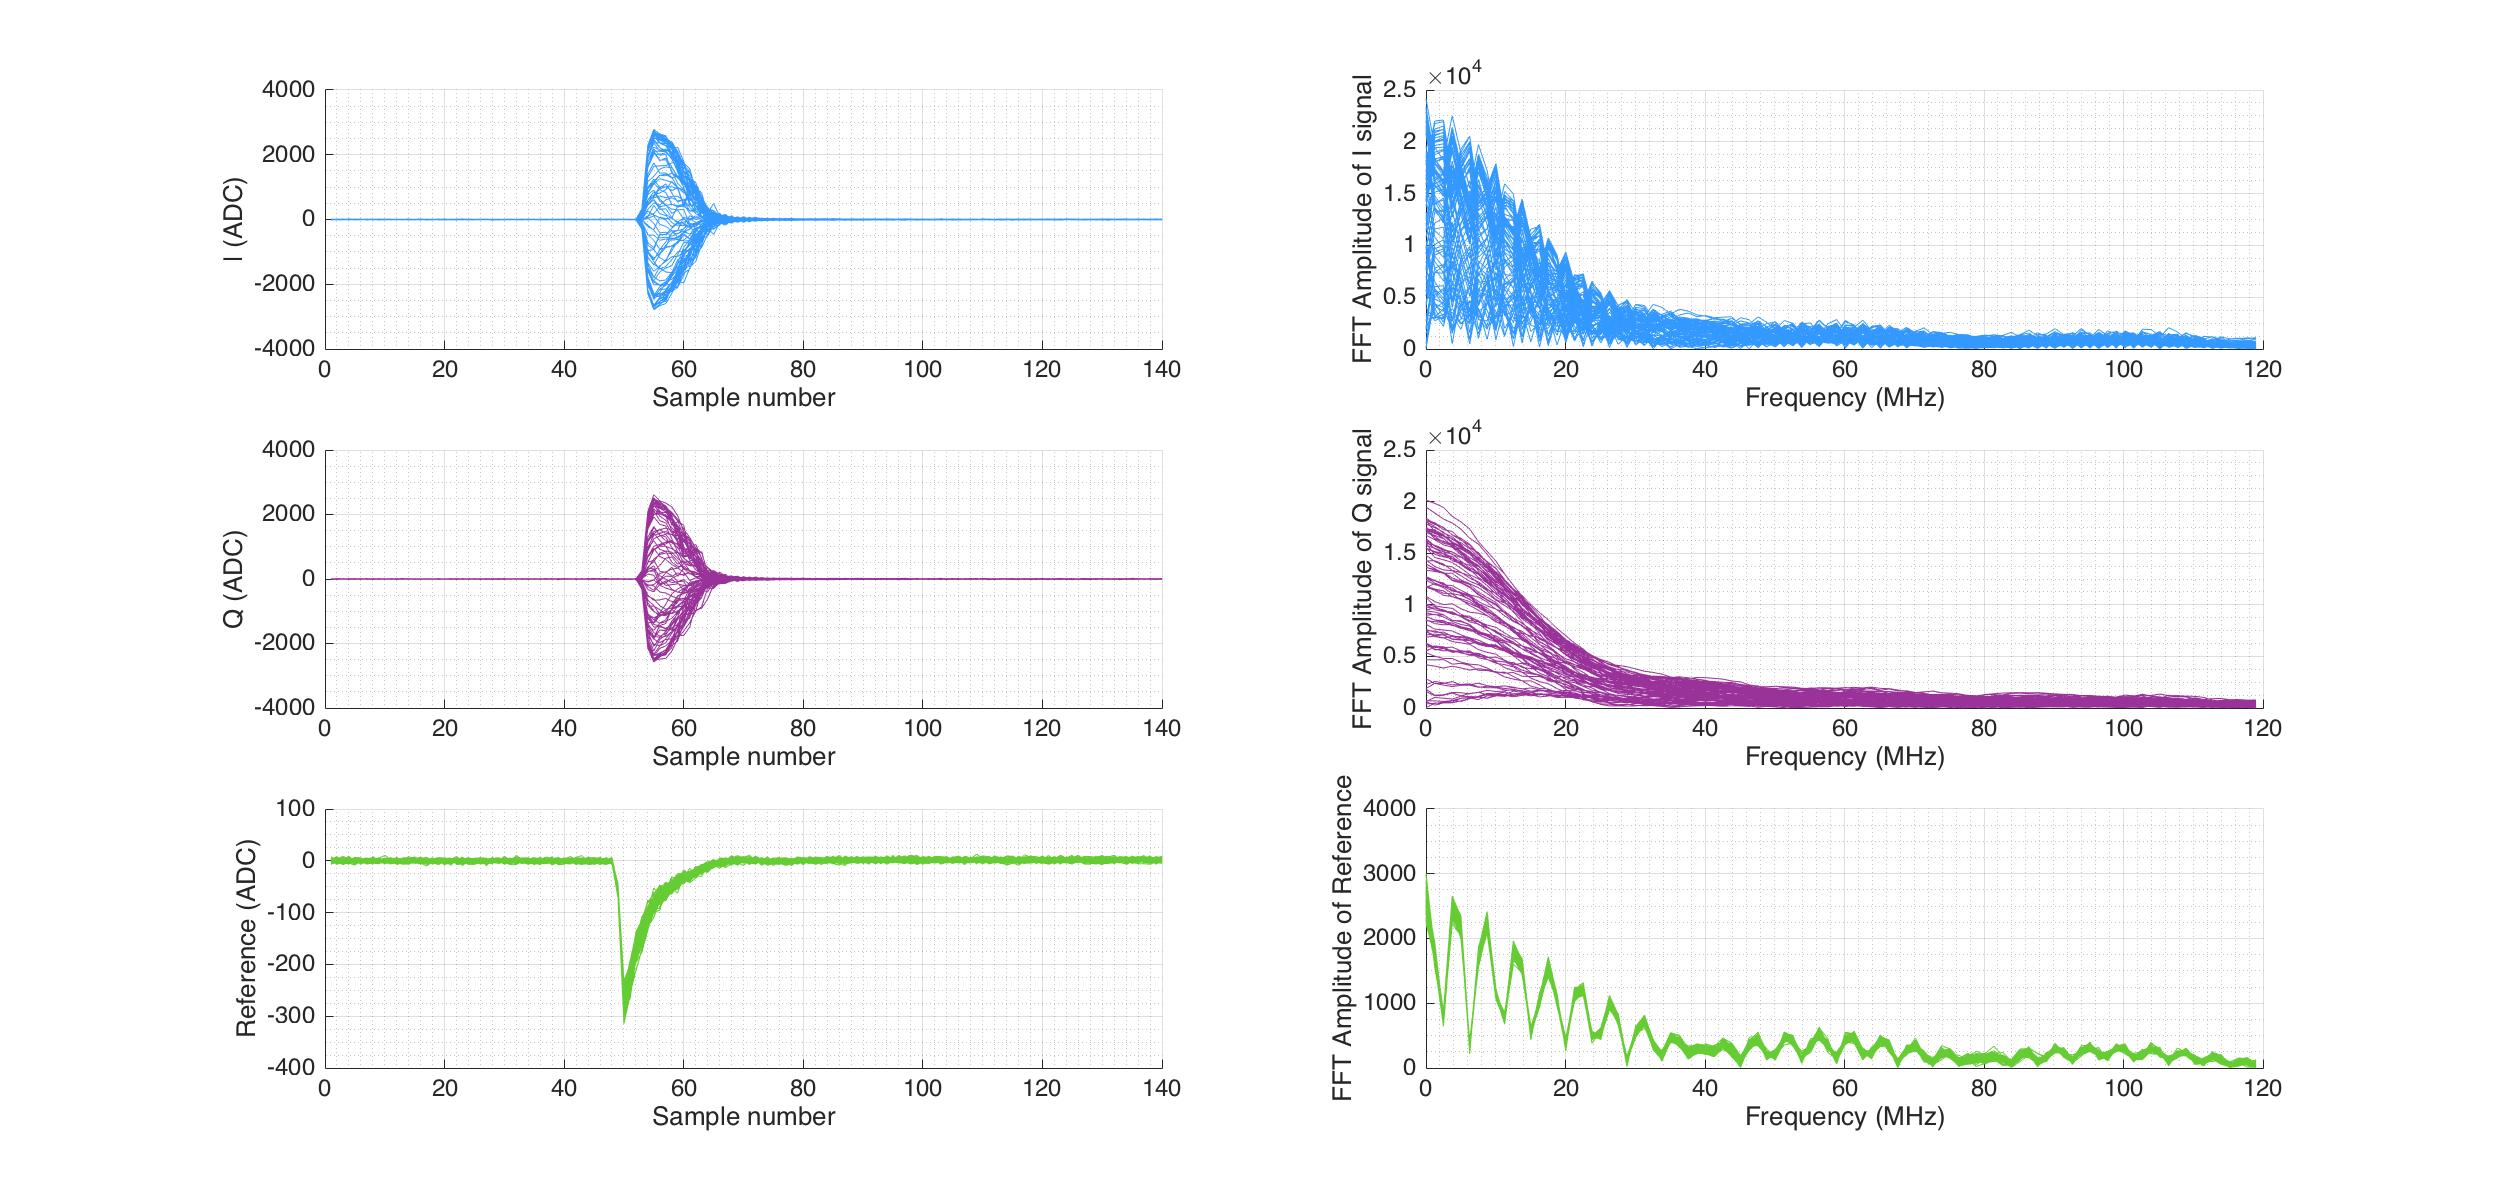 4000
2000
0
-2000
-4000
I (ADC)
0 20 40 60 80 100 120 140
Sample number
×10^4
2.5
2
1.5
1
0.5
0
FFT Amplitude of I signal
0 20 40 60 80 100 120
Frequency (MHz)
4000
2000
0
-2000
-4000
Q (ADC)
0 20 40 60 80 100 120 140
Sample number
×10^4
2.5
2
1.5
1
0.5
0
FFT Amplitude of Q signal
0 20 40 60 80 100 120
Frequency (MHz)
100
0
-100
-200
-300
-400
Reference (ADC)
0 20 40 60 80 100 120 140
Sample number
4000
3000
2000
1000
0
FFT Amplitude of Reference
0 20 40 60 80 100 120
Frequency (MHz)